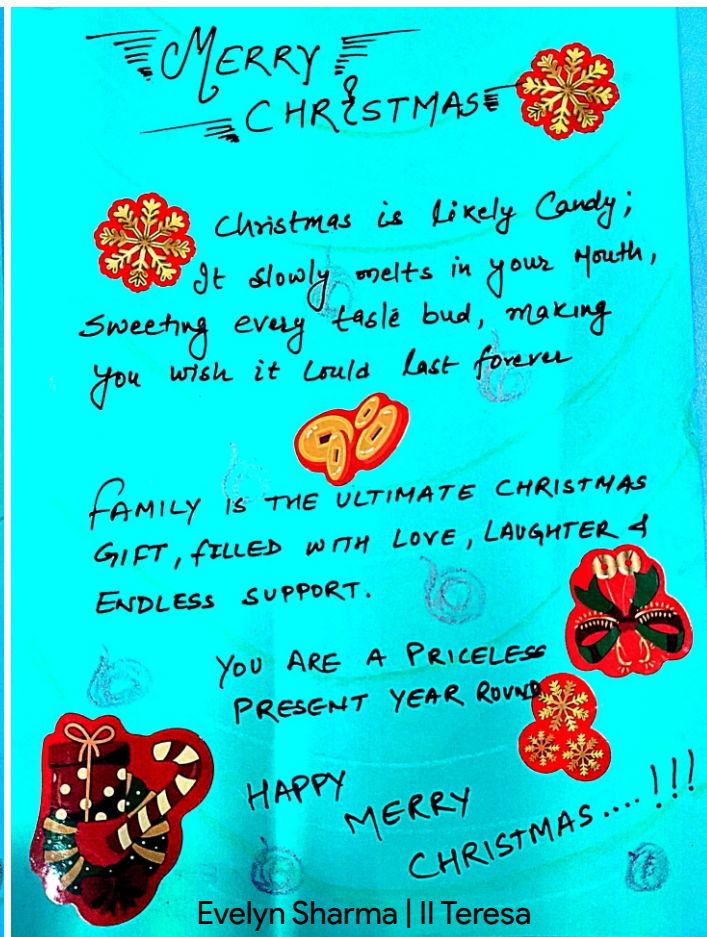 MERRY
CHRISTMAS
Christmas is likely Candy;
It slowly melts in your Mouth,
Sweeting every taste bud, making
you wish it could last forever
FAMILY IS THE ULTIMATE CHRISTMAS
GIFT, FILLED WITH LOVE, LAUGHTER &
ENDLESS SUPPORT.
YOU ARE A PRICELESS
PRESENT YEAR ROUND
HAPPY
MERRY
CHRISTMAS....!!!
Evelyn Sharma | II Teresa